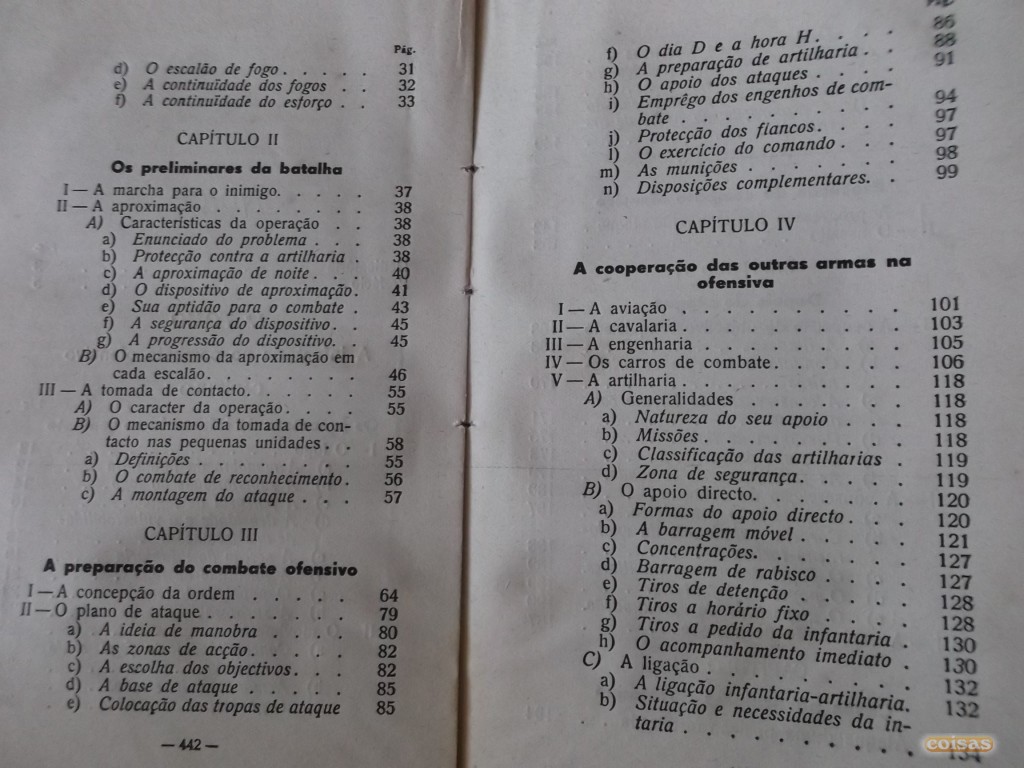 Pág.
d) O escalão de fogo . . . . . 31
e) A continuïdade dos fogos . . 32
f) A continuïdade do esforço . . 33
CAPÍTULO II
Os preliminares da batalha
I — A marcha para o inimigo. . . . . 37
II — A aproximação . . . . . . . . 38
A) Características da operação . . 38
a) Enunciado do problema . . . 38
b) Protecção contra a artilharia . 38
c) A aproximação de noite . . . 40
d) O dispositivo de aproximação. 41
e) Sua aptidão para o combate . 43
f) A segurança do dispositivo. . 45
g) A progressão do dispositivo. . 45
B) O mecanismo da aproximação em
cada escalão. . . . . . . . 46
III — A tomada de contacto. . . . . . 55
A) O caracter da operação . . . . 55
B) O mecanismo da tomada de con-
tacto nas pequenas unidades . . 58
a) Definições . . . . . . . . 55
b) O combate de reconhecimento. 56
c) A montagem do ataque . . . 57
CAPÍTULO III
A preparação do combate ofensivo
I — A concepção da ordem . . . . . 64
II — O plano de ataque . . . . . . . 79
a) A ideia de manobra . . . . 80
b) As zonas de acção. . . . . 82
c) A escolha dos objectivos. . . 82
d) A base de ataque . . . . . 85
e) Colocação das tropas de ataque 85
— 442 —
f) O dia D e a hora H. . . . . 86
g) A preparação de artilharia . . 88
h) O apoio dos ataques . . . . 91
i) Emprêgo dos engenhos de com-
bate . . . . . . . . . 94
j) Protecção dos flancos. . . . 97
l) O exercício do comando . . . 97
m) As munições . . . . . . . 98
n) Disposições complementares. . 99
CAPÍTULO IV
A cooperação das outras armas na
ofensiva
I — A aviação . . . . . . . . . . 101
II — A cavalaria . . . . . . . . . . 103
III — A engenharia . . . . . . . . . 105
IV — Os carros de combate. . . . . . . 106
V — A artilharia . . . . . . . . . . 118
A) Generalidades . . . . . . . 118
a) Natureza do seu apoio . . . 118
b) Missões . . . . . . . . . 118
c) Classificação das artilharias . 119
d) Zona de segurança. . . . . 119
B) O apoio directo. . . . . . . 120
a) Formas do apoio directo . . . 120
b) A barragem móvel . . . . . 121
c) Concentrações. . . . . . . 127
d) Barragem de rabisco . . . . 127
e) Tiros de detenção . . . . . 128
f) Tiros a horário fixo . . . . 128
g) Tiros a pedido da infantaria . 130
h) O acompanhamento imediato . 130
C) A ligação . . . . . . . . . 132
a) A ligação infantaria-artilharia. 132
b) Situação e necessidades da in-
taria . . . . . . . . . . 134
coisas